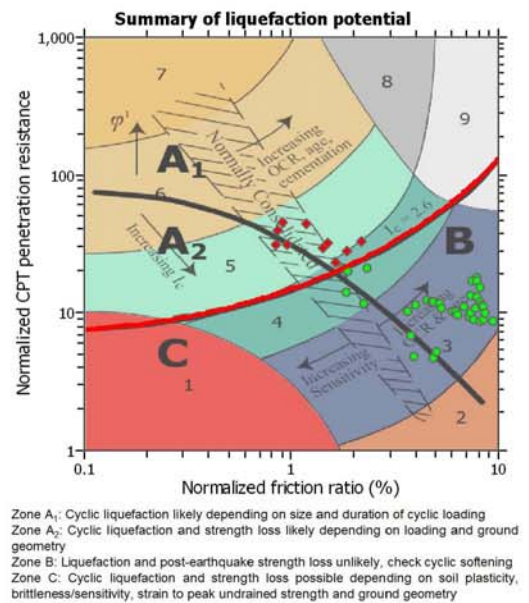 Summary of liquefaction potential
1,000
100
10
1
Normalized CPT penetration resistance
7
8
9
φ'
A1
Normally Consolidated
Increasing OCR, age, cementation
6
A2
Increasing Ic
5
Ic = 2.6
B
4
C
1
Increasing Sensitivity
3
2
0.1
1
10
Normalized friction ratio (%)
Zone A1: Cyclic liquefaction likely depending on size and duration of cyclic loading
Zone A2: Cyclic liquefaction and strength loss likely depending on loading and ground
geometry
Zone B: Liquefaction and post-earthquake strength loss unlikely, check cyclic softening
Zone C: Cyclic liquefaction and strength loss possible depending on soil plasticity,
brittleness/sensitivity, strain to peak undrained strength and ground geometry